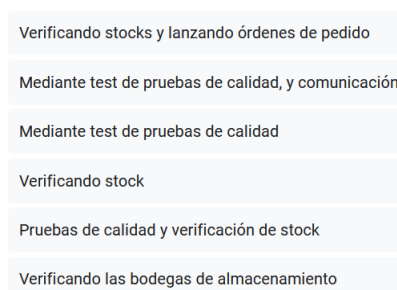 Verificando stocks y lanzando órdenes de pedido
Mediante test de pruebas de calidad, y comunicación
Mediante test de pruebas de calidad
Verificando stock
Pruebas de calidad y verificación de stock
Verificando las bodegas de almacenamiento